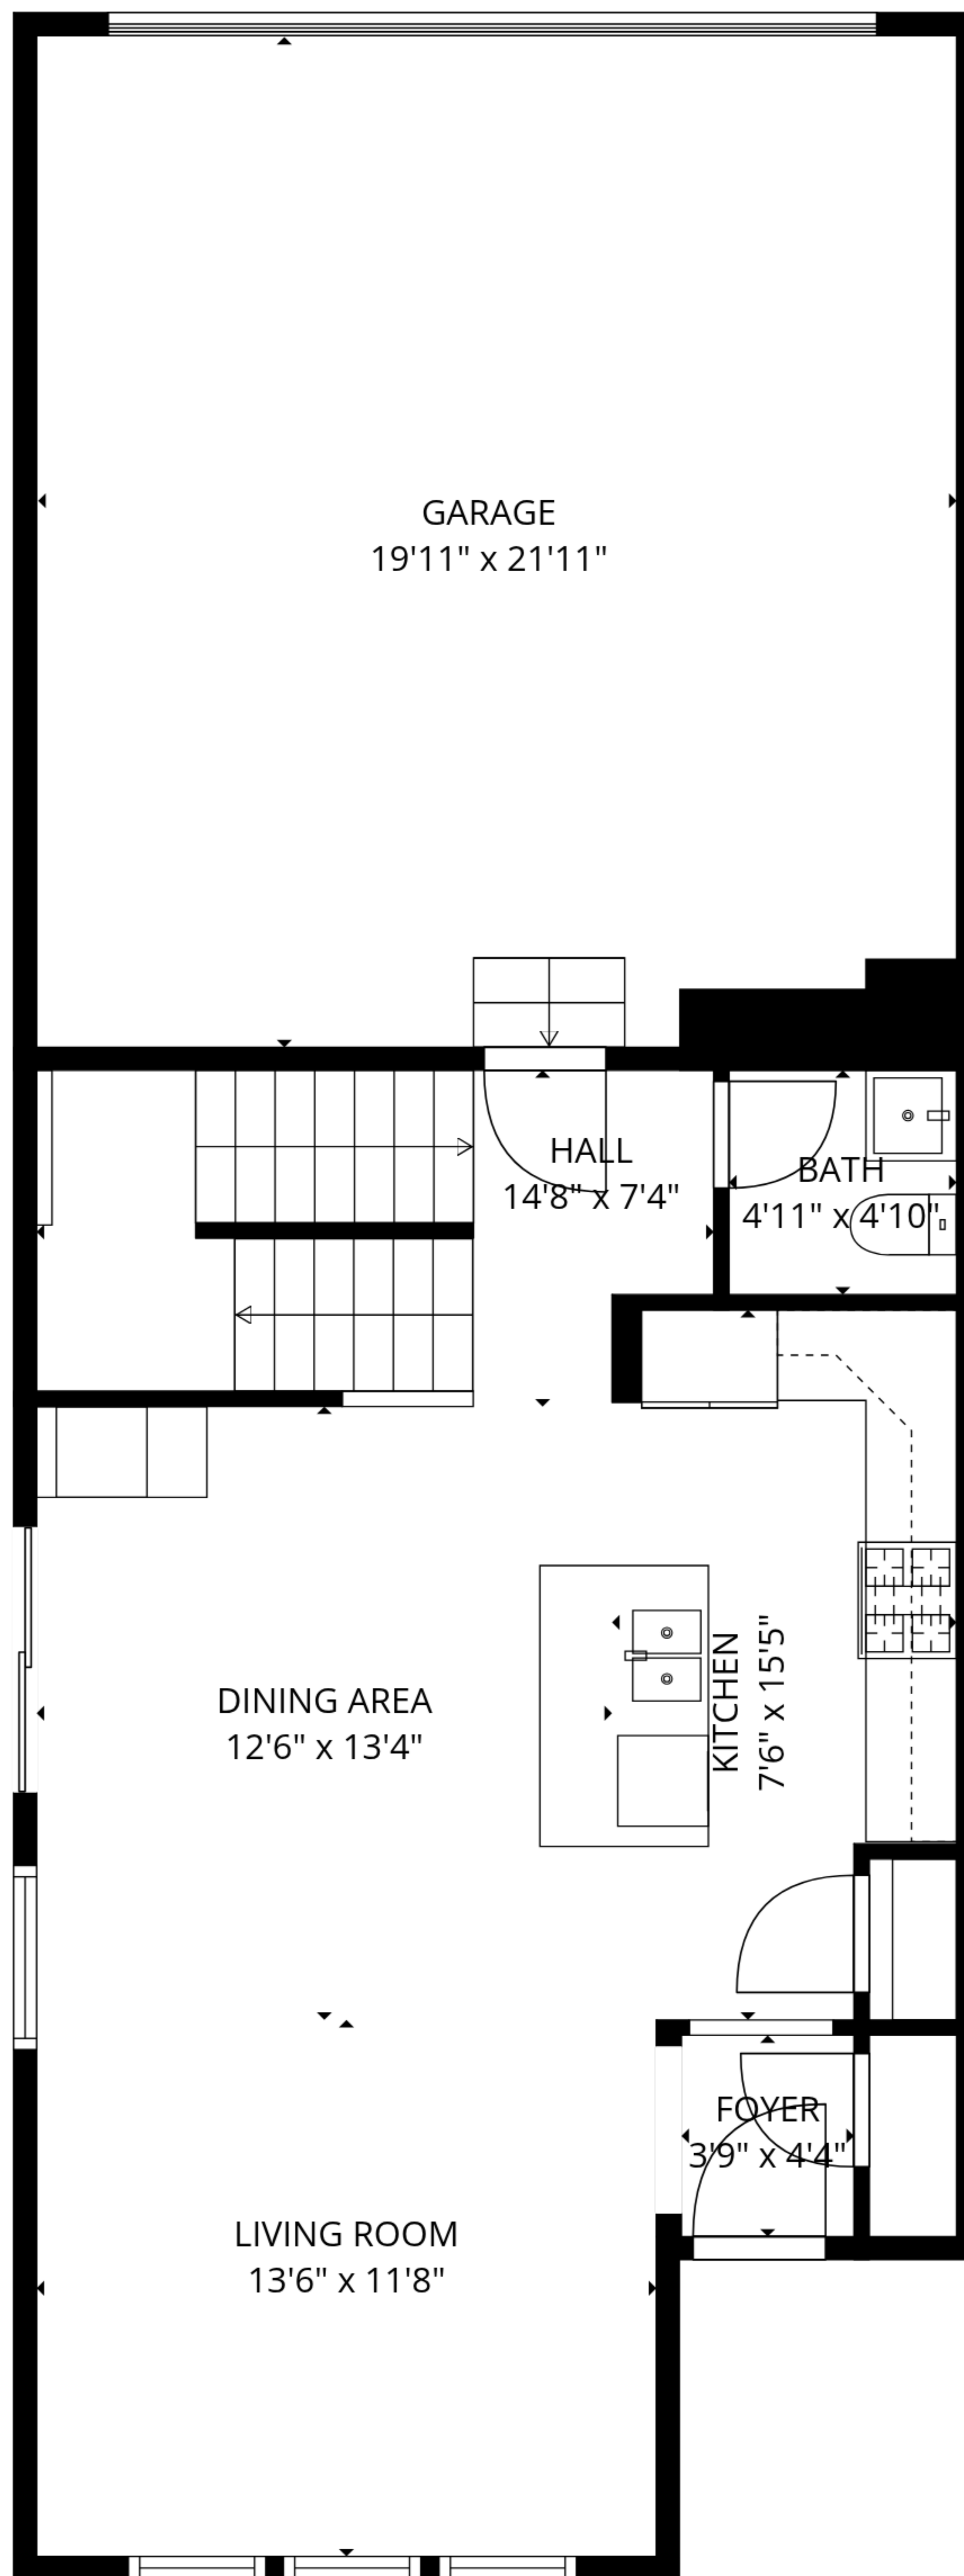 GARAGE
19'11" x 21'11"
HALL
14'8" x 7'4"
BATH
4'11" x 4'10"
DINING AREA
12'6" x 13'4"
KITCHEN
7'6" x 15'5"
FOYER
3'9" x 4'4"
LIVING ROOM
13'6" x 11'8"